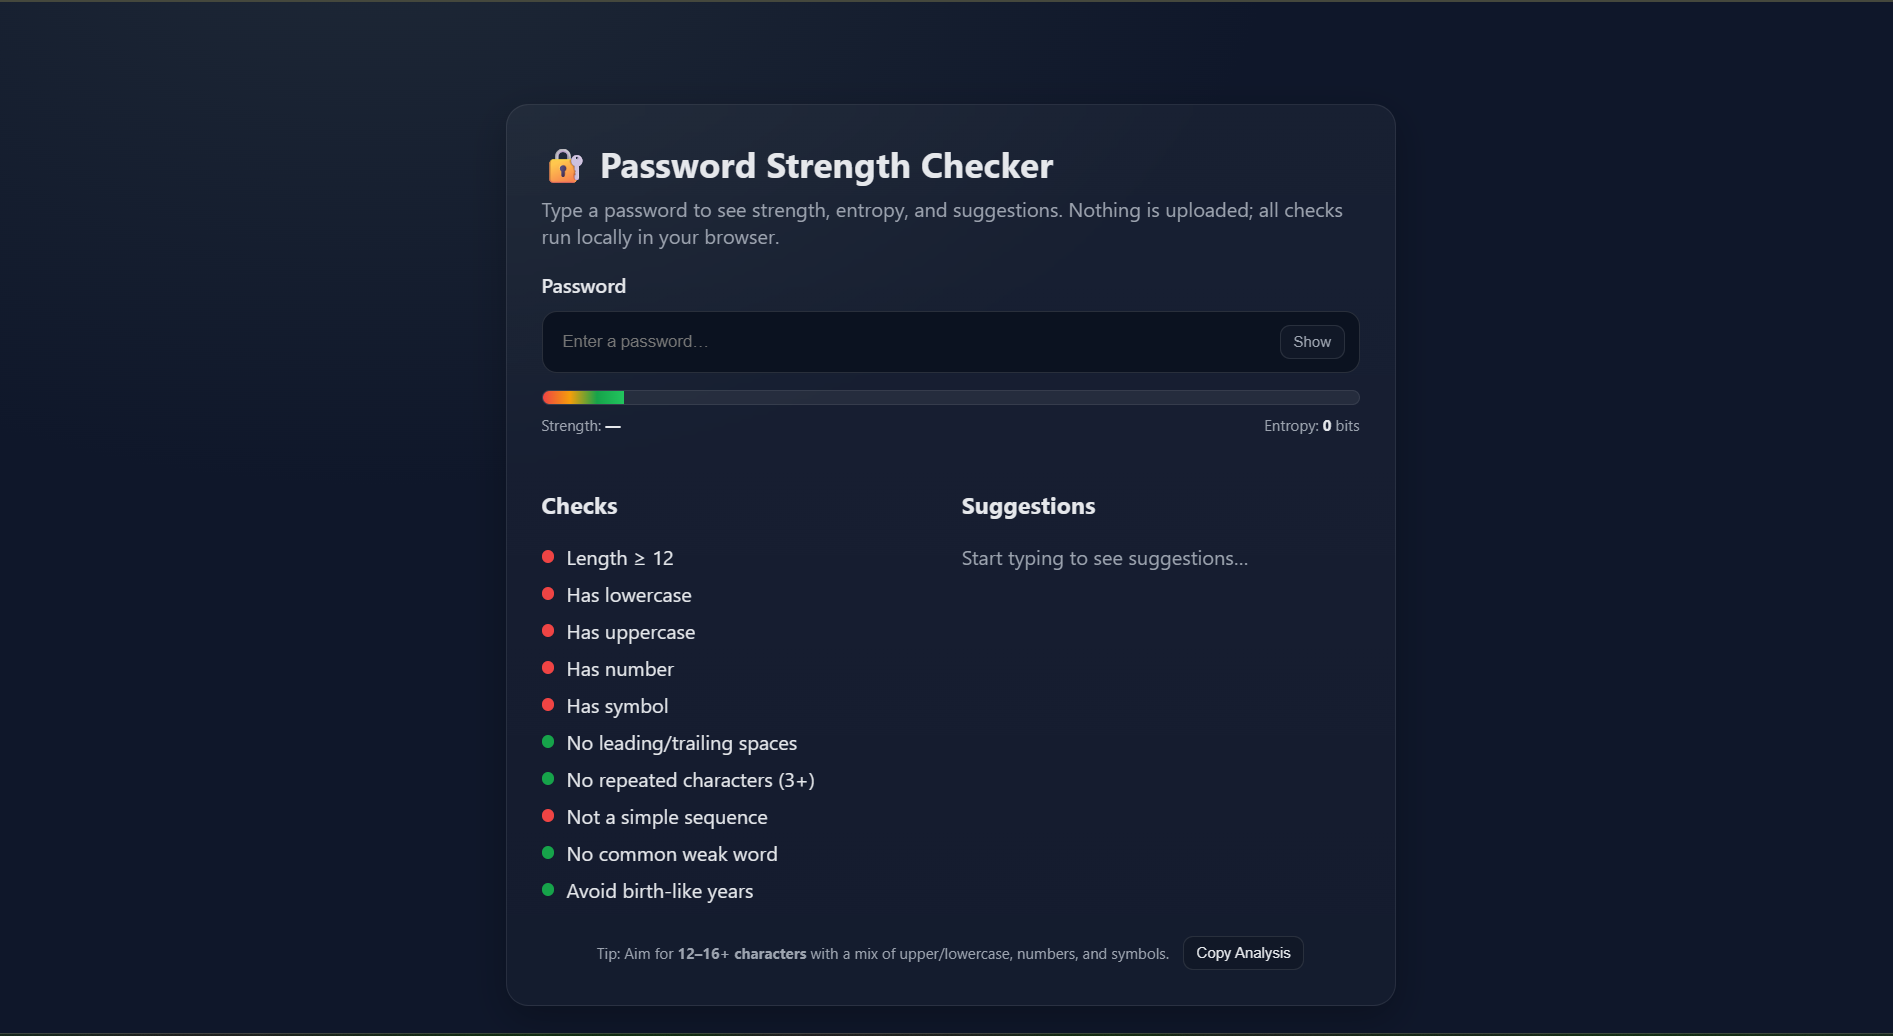 Password Strength Checker
Type a password to see strength, entropy, and suggestions. Nothing is uploaded; all checks
run locally in your browser.
Password
Enter a password…
Show
Strength: —
Entropy: 0 bits
Checks
Length ≥ 12
Has lowercase
Has uppercase
Has number
Has symbol
No leading/trailing spaces
No repeated characters (3+)
Not a simple sequence
No common weak word
Avoid birth-like years
Suggestions
Start typing to see suggestions…
Tip: Aim for 12–16+ characters with a mix of upper/lowercase, numbers, and symbols.
Copy Analysis